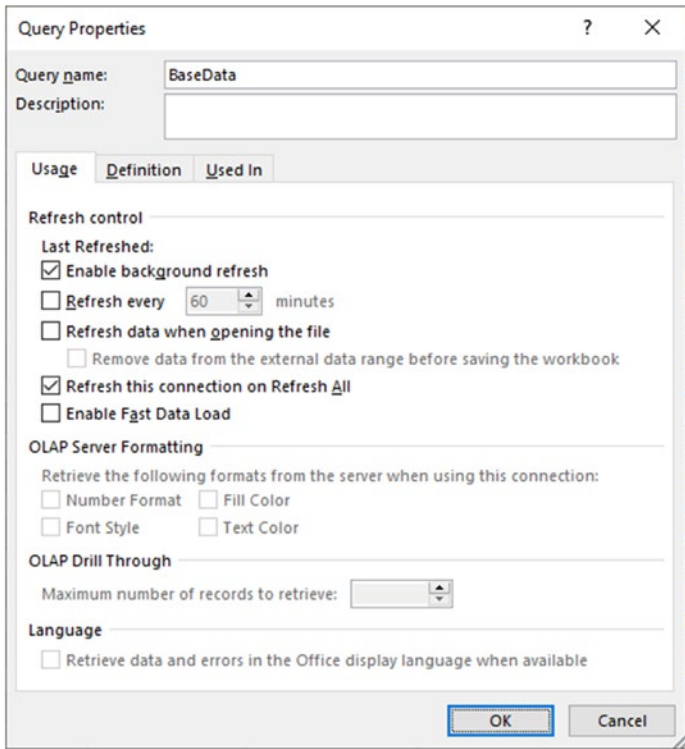 Query Properties ?
Query name: BaseData
Description:
Usage Definition Used In
Refresh control
Last Refreshed:
Enable background refresh
Refresh every 60 minutes
Refresh data when opening the file
Remove data from the external data range before saving the workbook
Refresh this connection on Refresh All
Enable Fast Data Load
OLAP Server Formatting
Retrieve the following formats from the server when using this connection:
Number Format Fill Color
Font Style Text Color
OLAP Drill Through
Maximum number of records to retrieve:
Language
Retrieve data and errors in the Office display language when available
OK Cancel